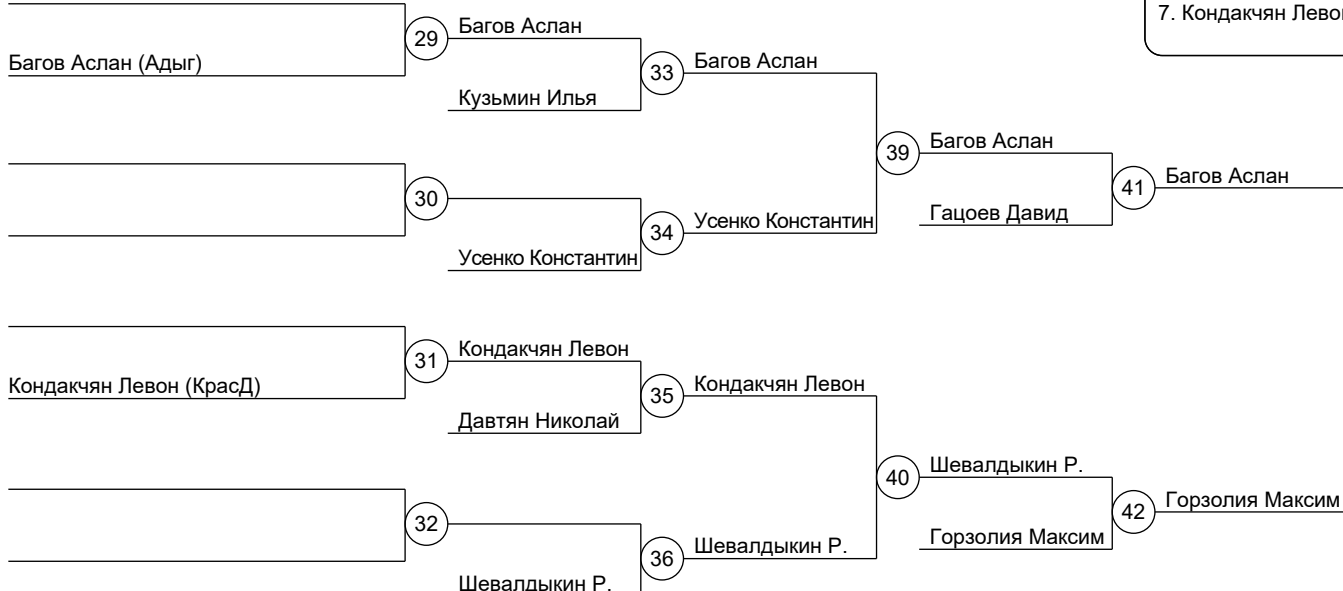 7. Кондакчян Лево
Багов Аслан (Адыг)
29
Багов Аслан
Кузьмин Илья
33
Багов Аслан
30
Усенко Константин
34
Усенко Константин
39
Багов Аслан
Гацоев Давид
41
Багов Аслан
Кондакчян Левон (КрасД)
31
Кондакчян Левон
Давтян Николай
35
Кондакчян Левон
32
Шевалдыкин Р.
36
Шевалдыкин Р.
40
Шевалдыкин Р.
Горзолия Максим
42
Горзолия Максим